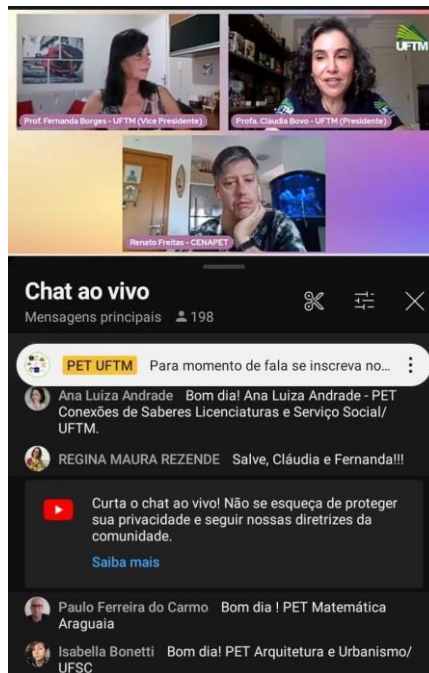 UFTM
Prof. Fernanda Borges - UFTM (Vice Presidente)
Profa. Cláudia Bovo - UFTM (Presidente)
Renato Freitas - CENAPET
Chat ao vivo
Mensagens principais 198
PET UFTM Para momento de fala se inscreva no...
Ana Luiza Andrade Bom dia! Ana Luiza Andrade - PET
Conexões de Saberes Licenciaturas e Serviço Social/
UFTM.
REGINA MAURA REZENDE Salve, Cláudia e Fernanda!!!
Curta o chat ao vivo! Não se esqueça de proteger
sua privacidade e seguir nossas diretrizes da
comunidade.
Saiba mais
Paulo Ferreira do Carmo Bom dia ! PET Matemática
Araguaia
Isabella Bonetti Bom dia! PET Arquitetura e Urbanismo/
UFSC